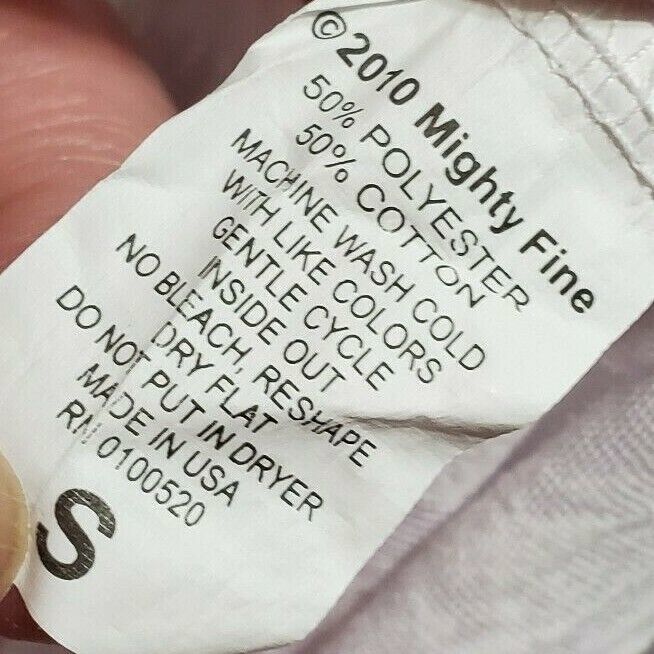 ©2010 Mighty Fine
50% POLYESTER
50% COTTON
MACHINE WASH COLD
WITH LIKE COLORS
GENTLE CYCLE
INSIDE OUT
NO BLEACH, RESHAPE
DRY FLAT
DO NOT PUT IN DRYER
MADE IN USA
RN 0100520
S